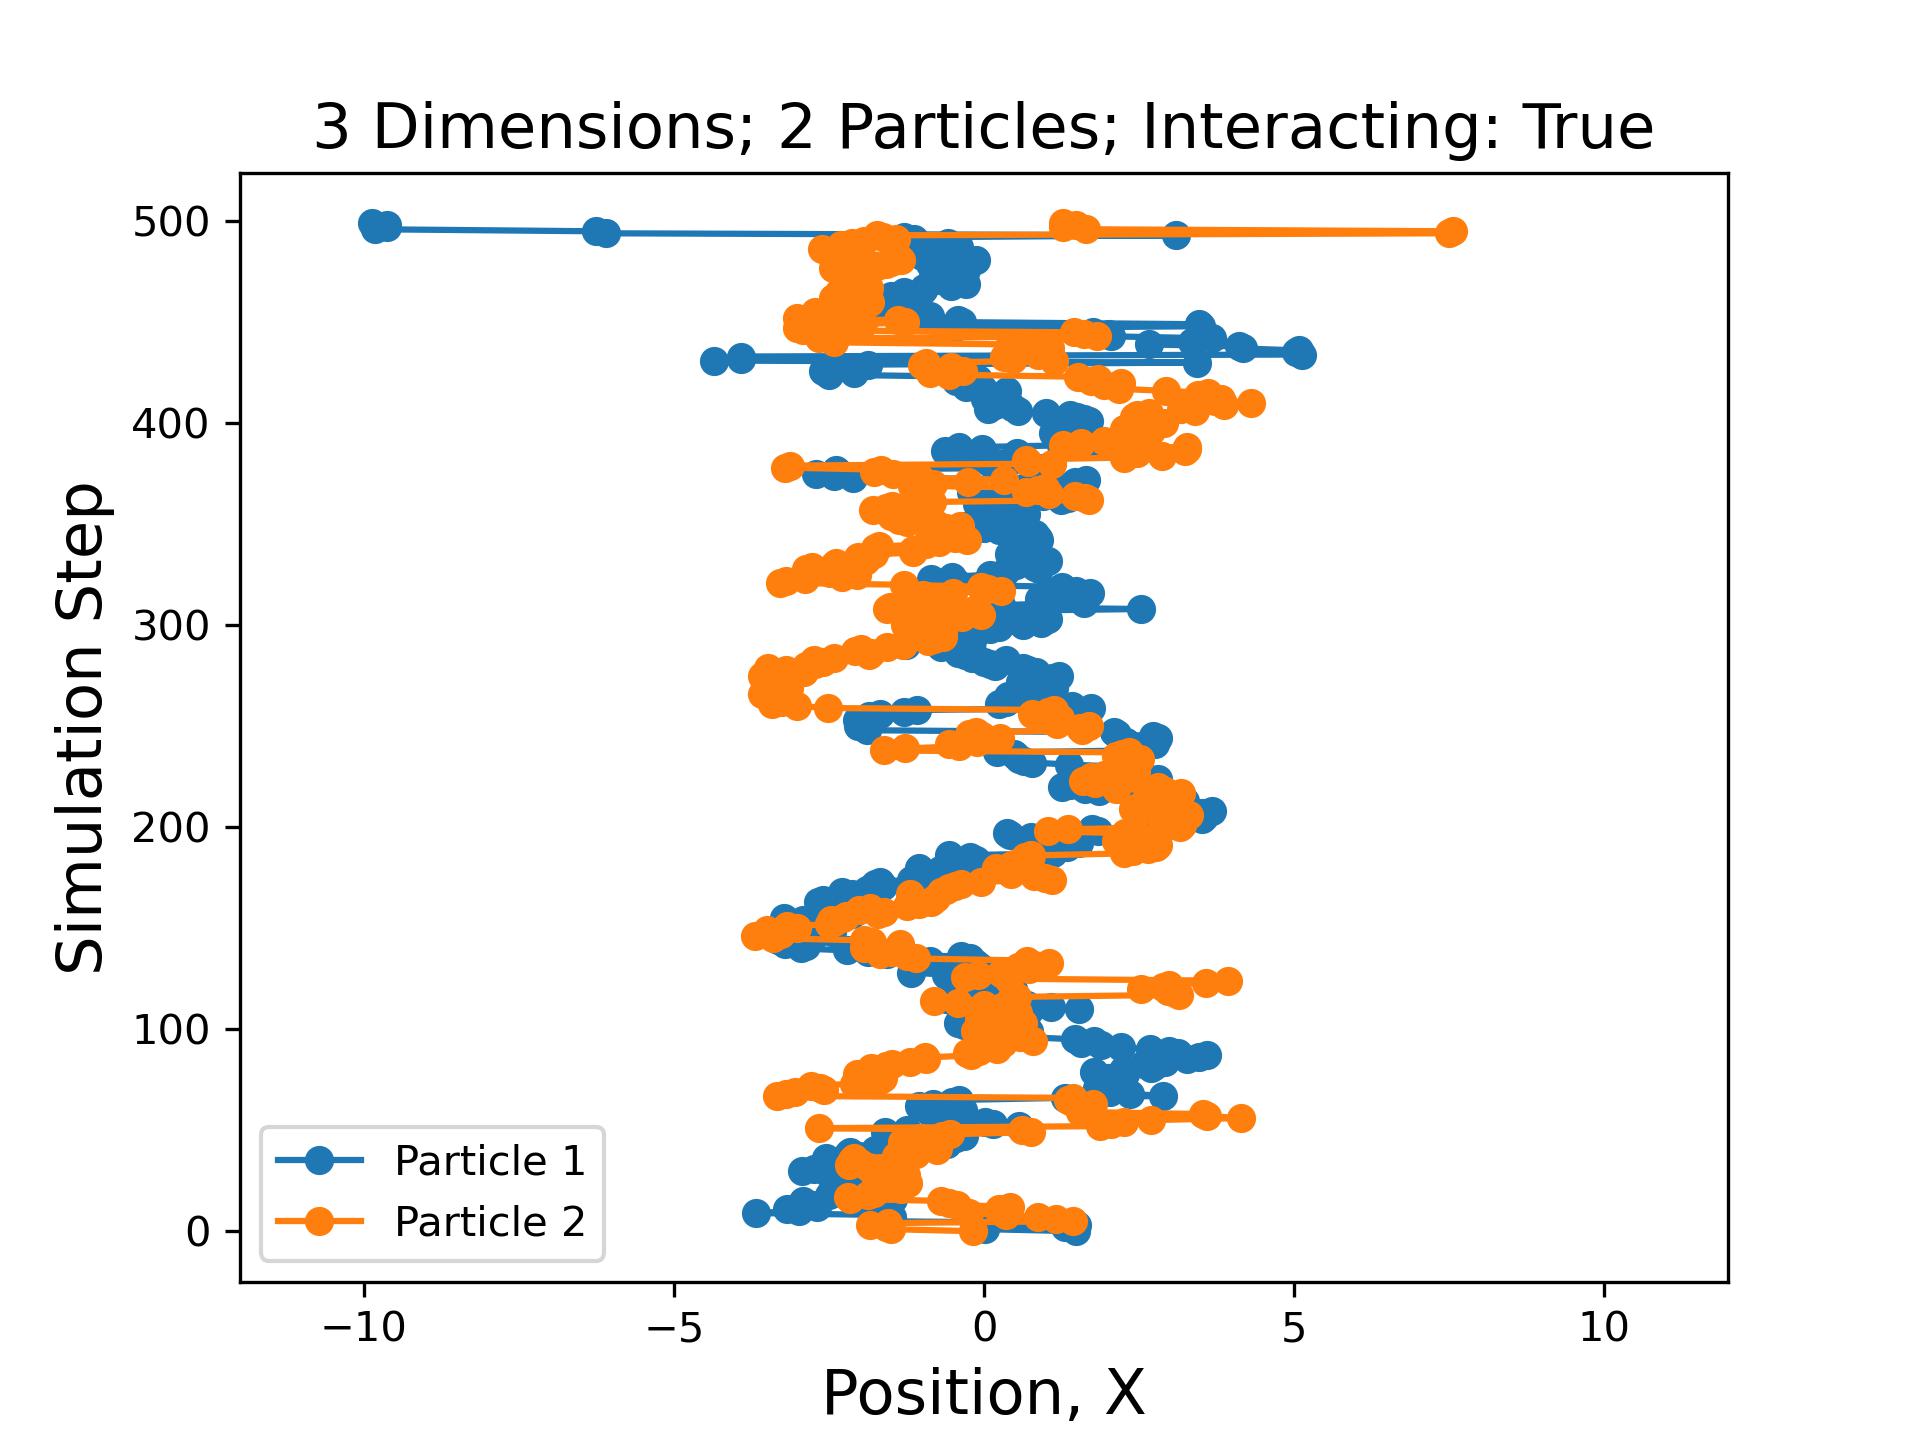 3 Dimensions; 2 Particles; Interacting: True
Simulation Step
500
400
300
200
100
0
Particle 1
Particle 2
−10
−5
0
5
10
Position, X